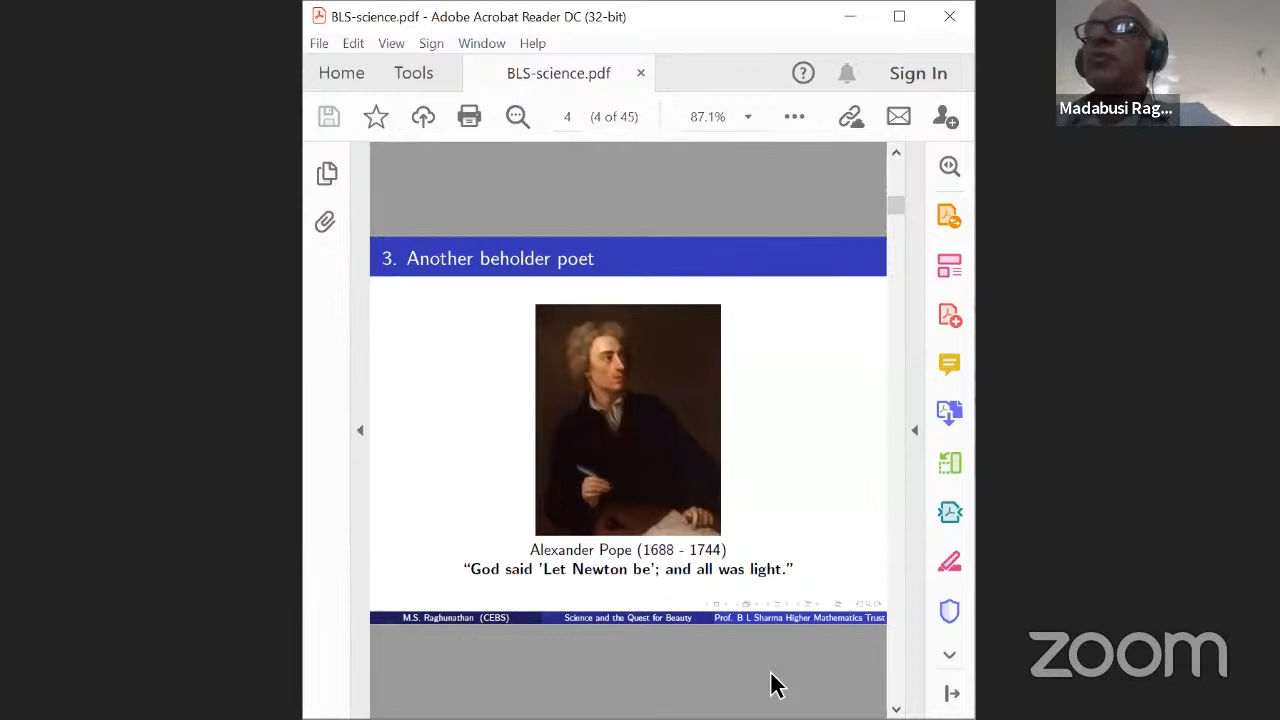 BLS-science.pdf - Adobe Acrobat Reader DC (32-bit)
File Edit View Sign Window Help
Home Tools BLS-science.pdf × Sign In
4 (4 of 45) 87.1%
Madabusi Rag...
3. Another beholder poet
Alexander Pope (1688 - 1744)
“God said 'Let Newton be'; and all was light.”
M.S. Raghunathan (CEBS) Science and the Quest for Beauty Prof. B L Sharma Higher Mathematics Trust
zoom